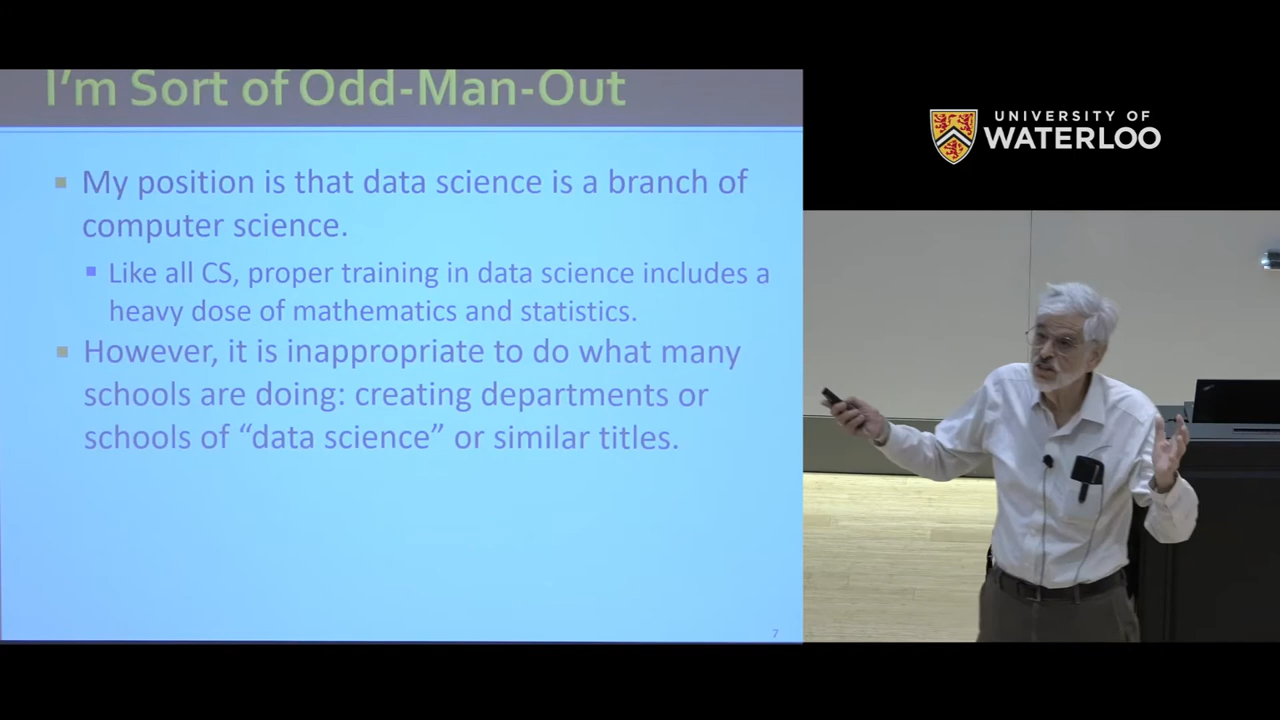 I'm Sort of Odd-Man-Out
My position is that data science is a branch of
computer science.
Like all CS, proper training in data science includes a
heavy dose of mathematics and statistics.
However, it is inappropriate to do what many
schools are doing: creating departments or
schools of “data science” or similar titles.
7
UNIVERSITY OF
WATERLOO